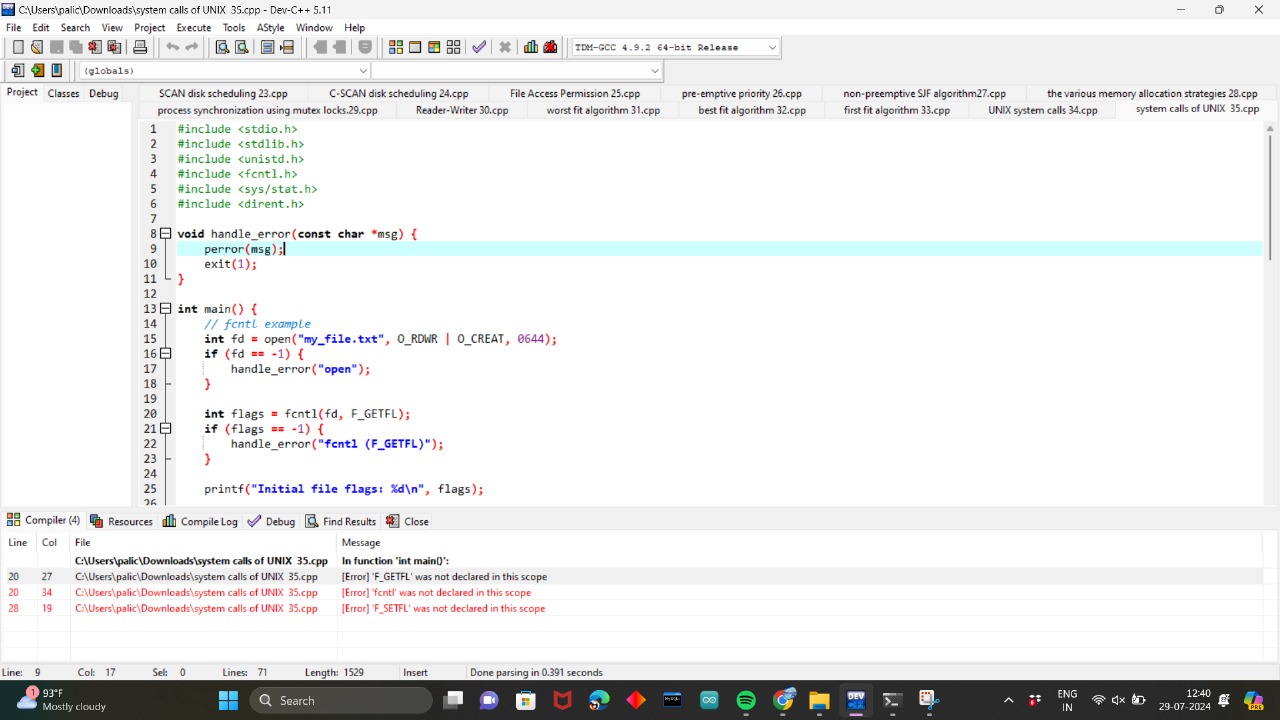 C:\Users\palic\Downloads\system calls of UNIX 35.cpp - Dev-C++ 5.11
File Edit Search View Project Execute Tools AStyle Window Help
TDM-GCC 4.9.2 64-bit Release
(globals)
Project Classes Debug
SCAN disk scheduling 23.cpp C-SCAN disk scheduling 24.cpp File Access Permission 25.cpp pre-emptive priority 26.cpp non-preemptive SJF algorithm27.cpp the various memory allocation strategies 28.cpp
process synchronization using mutex locks.29.cpp Reader-Writer 30.cpp worst fit algorithm 31.cpp best fit algorithm 32.cpp first fit algorithm 33.cpp UNIX system calls 34.cpp system calls of UNIX 35.cpp
1 #include <stdio.h>
2 #include <stdlib.h>
3 #include <unistd.h>
4 #include <fcntl.h>
5 #include <sys/stat.h>
6 #include <dirent.h>
7
8 void handle_error(const char *msg) {
9 perror(msg);
10 exit(1);
11 }
12
13 int main() {
14 // fcntl example
15 int fd = open("my_file.txt", O_RDWR | O_CREAT, 0644);
16 if (fd == -1) {
17 handle_error("open");
18 }
19
20 int flags = fcntl(fd, F_GETFL);
21 if (flags == -1) {
22 handle_error("fcntl (F_GETFL)");
23 }
24
25 printf("Initial file flags: %d\n", flags);
26
Compiler (4) Resources Compile Log Debug Find Results Close
Line Col File Message
C:\Users\palic\Downloads\system calls of UNIX 35.cpp In function 'int main()':
20 27 C:\Users\palic\Downloads\system calls of UNIX 35.cpp [Error] 'F_GETFL' was not declared in this scope
20 34 C:\Users\palic\Downloads\system calls of UNIX 35.cpp [Error] 'fcntl' was not declared in this scope
28 19 C:\Users\palic\Downloads\system calls of UNIX 35.cpp [Error] 'F_SETFL' was not declared in this scope
Line: 9 Col: 17 Sel: 0 Lines: 71 Length: 1529 Insert Done parsing in 0.391 seconds
1 93°F
Mostly cloudy
Search
MySQL
DEV
ENG
IN
12:40
29-07-2024